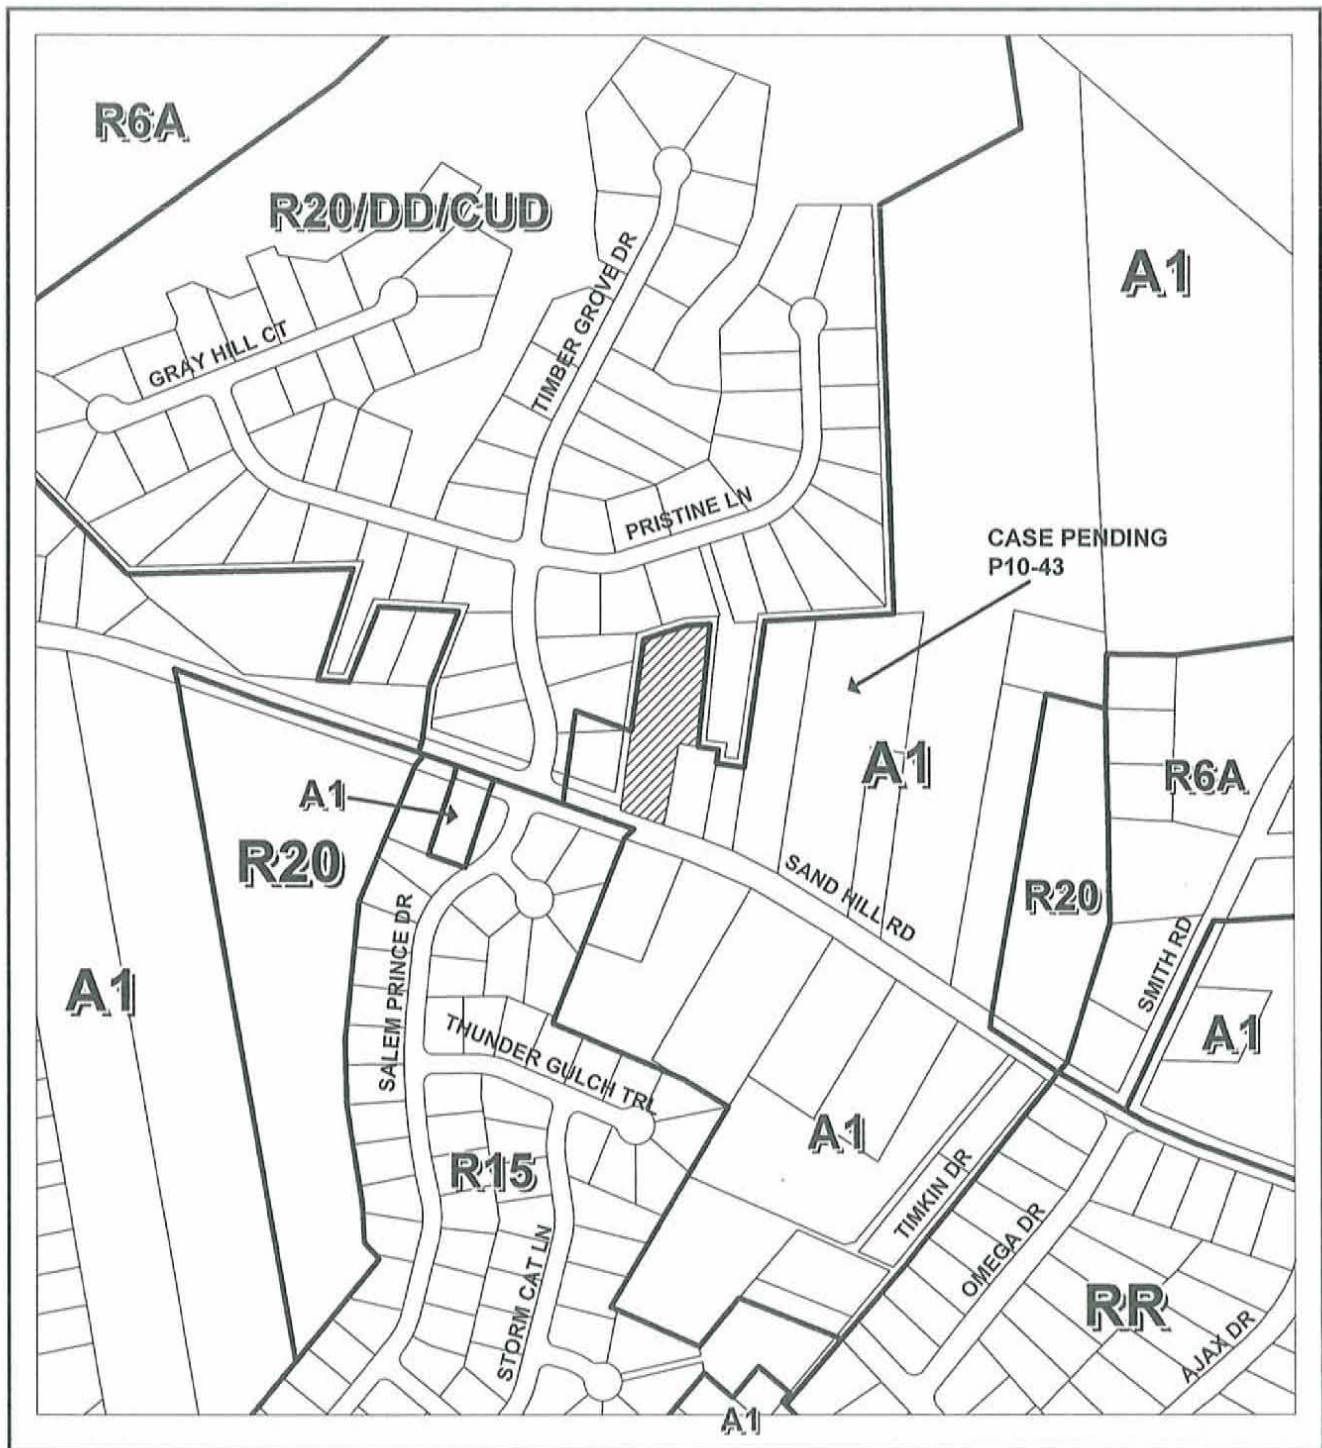 R6A
R20/DD/CUD
TIMBER GROVE DR
A1
GRAY HILL CT
PRISTINE LN
CASE PENDING
P10-43
A1
R6A
A1
R20
SAND HILL RD
R20
SALEM PRINCE DR
SMITH RD
A1
A1
THUNDER GULCH TRL
A1
R15
TIMKIN DR
OMEGA DR
STORM CAT LN
RR
AJAX DR
A1